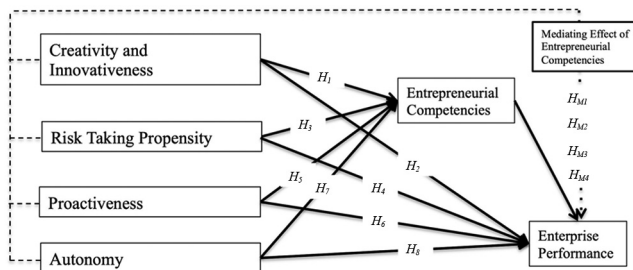 Mediating Effect of
Entrepreneurial
Competencies
Creativity and
Innovativeness
H1
Entrepreneurial
Competencies
HM1
Risk Taking Propensity
H3
HM2
H2
HM3
H5
H7
H4
HM4
Proactiveness
H6
Enterprise
Performance
Autonomy
H8